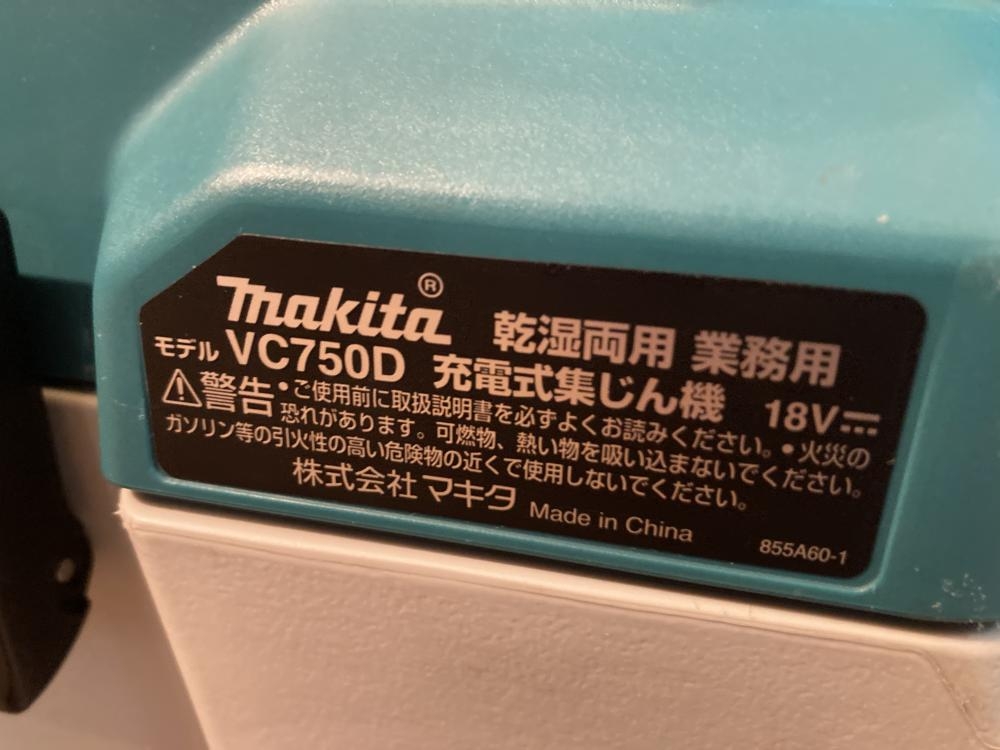 makita®
乾湿両用 業務用
モデル VC750D 充電式集じん機 18V⎓
⚠警告・ご使用前に取扱説明書を必ずよくお読みください。・火災の
恐れがあります。可燃物、熱い物を吸い込まないでください。
ガソリン等の引火性の高い危険物の近くで使用しないでください。
株式会社マキタ Made in China
855A60-1